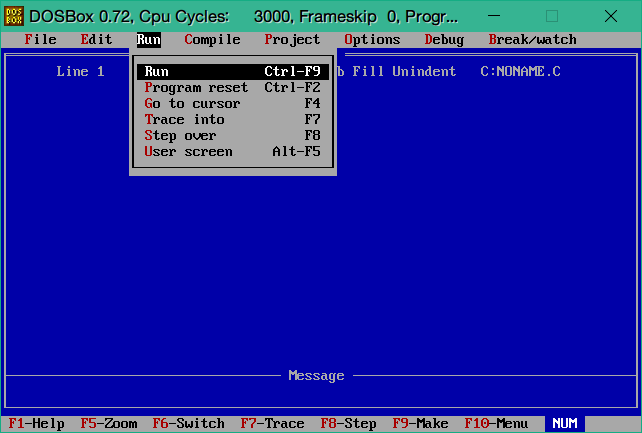 DOS BOX DOSBox 0.72, Cpu Cycles: 3000, Frameskip 0, Progr...
File Edit Run Compile Project Options Debug Break/watch
Line 1 b Fill Unindent C:NONAME.C
Run Ctrl-F9
Program reset Ctrl-F2
Go to cursor F4
Trace into F7
Step over F8
User screen Alt-F5
Message
F1-Help F5-Zoom F6-Switch F7-Trace F8-Step F9-Make F10-Menu NUM